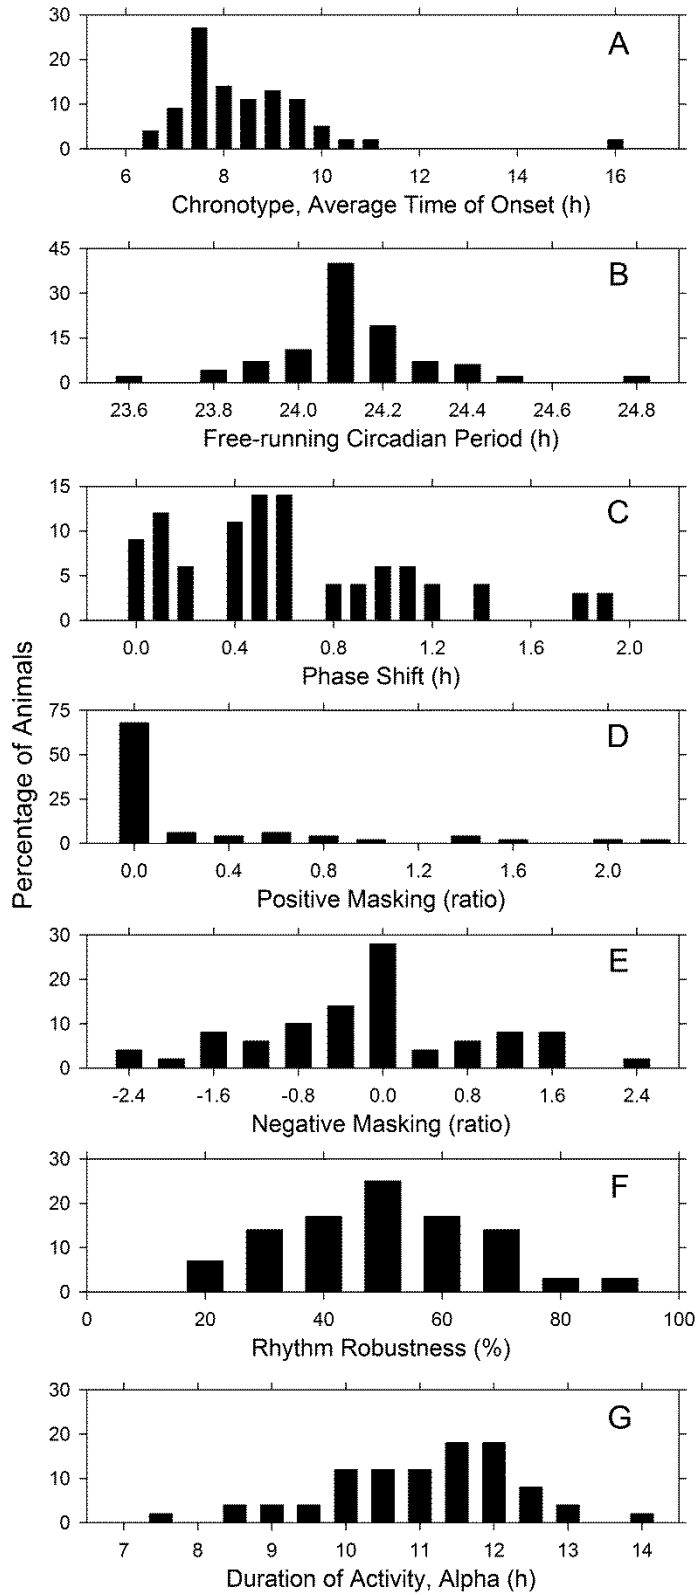 Percentage of Animals
30
20
10
0
A
6 8 10 12 14 16
Chronotype, Average Time of Onset (h)
45
30
15
0
B
23.6 23.8 24.0 24.2 24.4 24.6 24.8
Free-running Circadian Period (h)
15
10
5
0
C
0.0 0.4 0.8 1.2 1.6 2.0
Phase Shift (h)
75
50
25
0
D
0.0 0.4 0.8 1.2 1.6 2.0
Positive Masking (ratio)
30
20
10
0
E
-2.4 -1.6 -0.8 0.0 0.8 1.6 2.4
Negative Masking (ratio)
30
20
10
0
F
0 20 40 60 80 100
Rhythm Robustness (%)
30
20
10
0
G
7 8 9 10 11 12 13 14
Duration of Activity, Alpha (h)